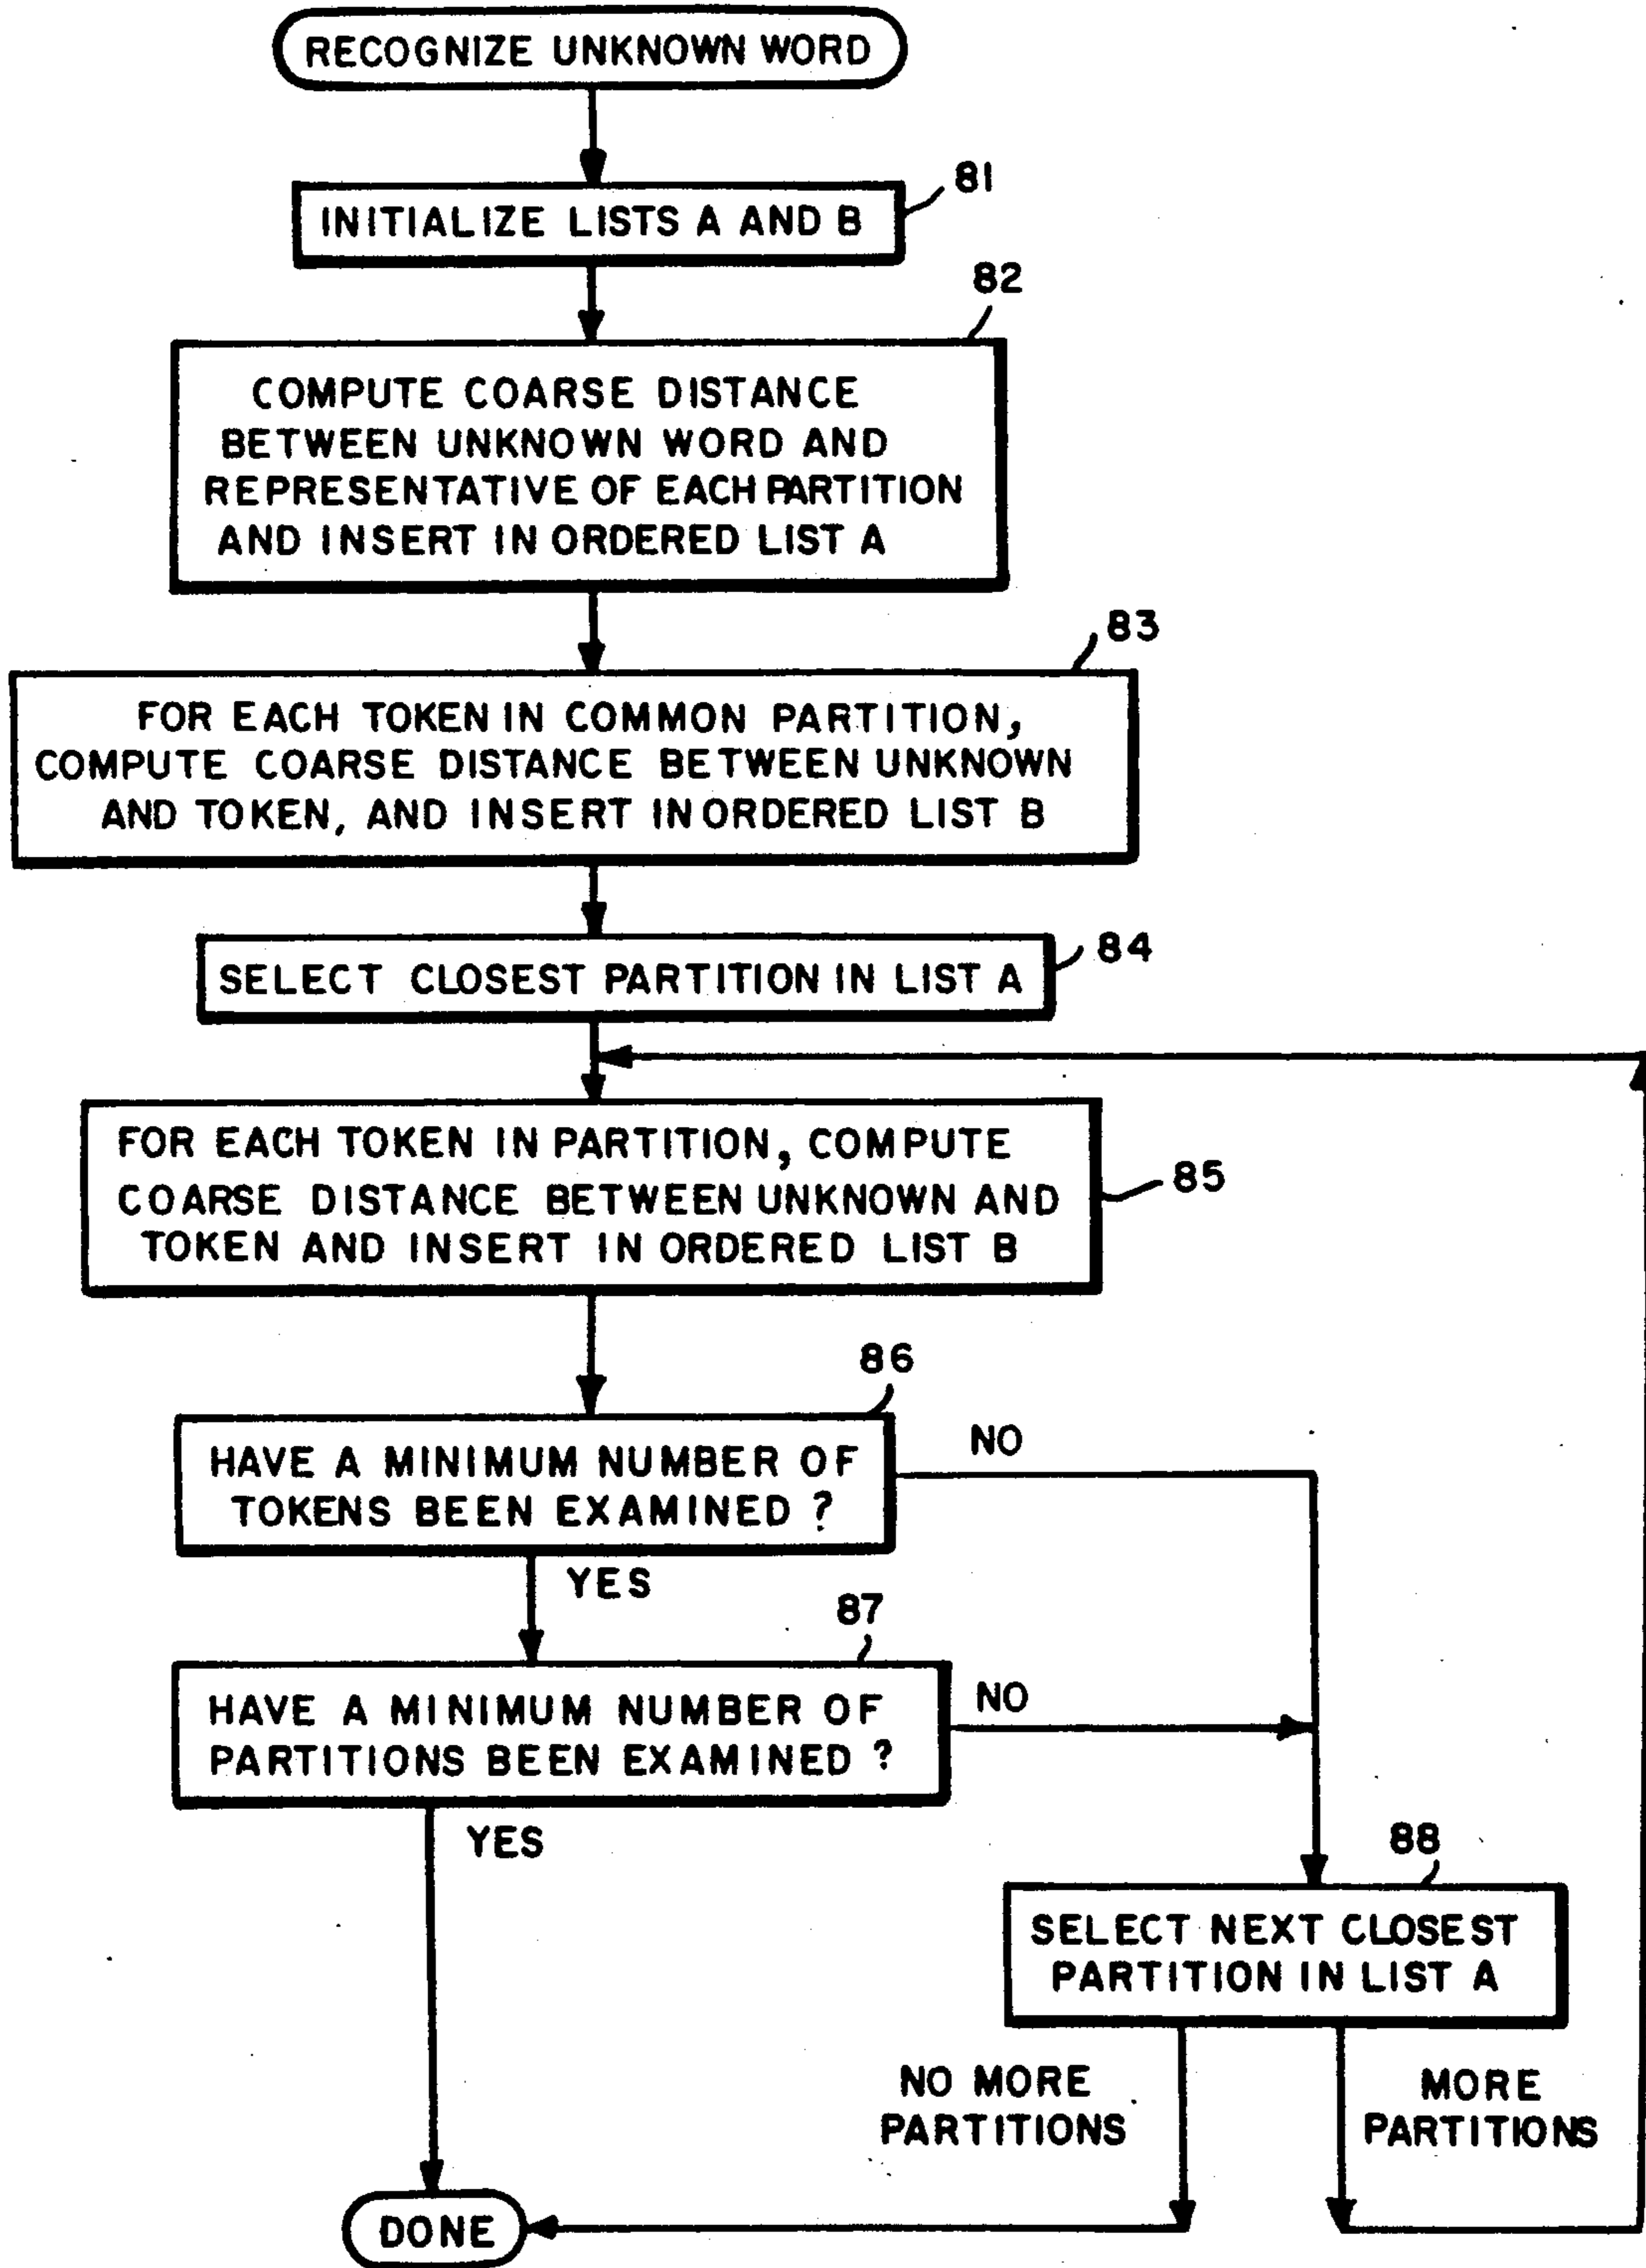 RECOGNIZE UNKNOWN WORD
81
INITIALIZE LISTS A AND B
82
COMPUTE COARSE DISTANCE
BETWEEN UNKNOWN WORD AND
REPRESENTATIVE OF EACH PARTITION
AND INSERT IN ORDERED LIST A
83
FOR EACH TOKEN IN COMMON PARTITION,
COMPUTE COARSE DISTANCE BETWEEN UNKNOWN
AND TOKEN, AND INSERT IN ORDERED LIST B
84
SELECT CLOSEST PARTITION IN LIST A
FOR EACH TOKEN IN PARTITION, COMPUTE
COARSE DISTANCE BETWEEN UNKNOWN AND
TOKEN AND INSERT IN ORDERED LIST B
85
86
HAVE A MINIMUM NUMBER OF
TOKENS BEEN EXAMINED ?
NO
YES
87
HAVE A MINIMUM NUMBER OF
PARTITIONS BEEN EXAMINED ?
NO
YES
88
SELECT NEXT CLOSEST
PARTITION IN LIST A
NO MORE
PARTITIONS
MORE
PARTITIONS
DONE